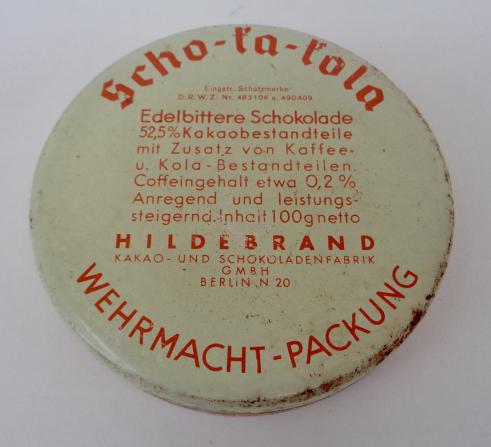 Scho-ka-kola
Eingetr. Schutzmarke
D.R.W.Z. Nr. 483106 u. 490409
Edelbittere Schokolade
52,5% Kakaobestandteile
mit Zusatz von Kaffee-
u. Kola-Bestandteilen.
Coffeingehalt etwa 0,2%
Anregend und leistungs-
steigernd. Inhalt 100g netto
HILDEBRAND
KAKAO- UND SCHOKOLADENFABRIK
GMBH
BERLIN N 20
WEHRMACHT-PACKUNG